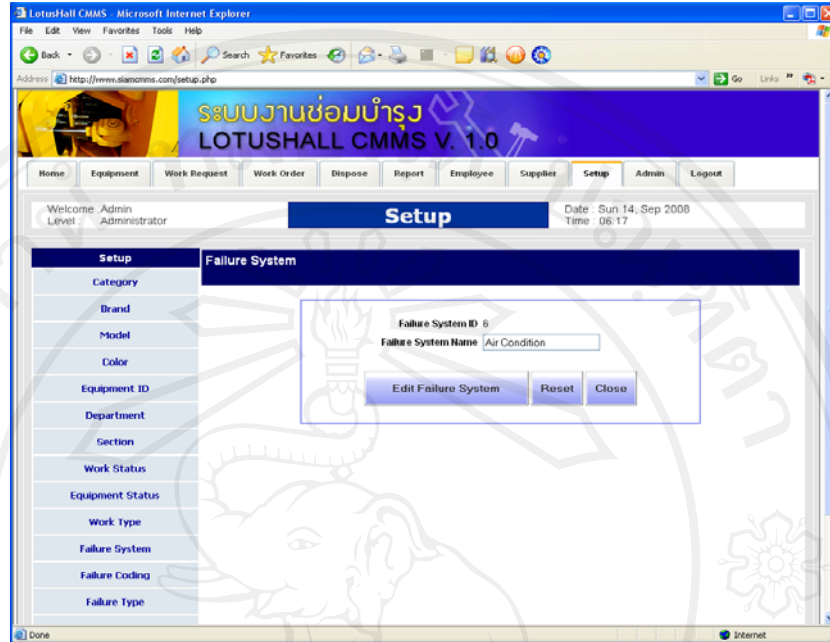 LotusHall CMMS - Microsoft Internet Explorer
File Edit View Favorites Tools Help
Back Search Favorites
Address http://www.siamcmms.com/setup.php Go Links »
ระบบงานซ่อมบำรุง
LOTUSHALL CMMS V. 1.0
Home Equipment Work Request Work Order Dispose Report Employee Supplier Setup Admin Logout
Welcome : Admin
Level : Administrator
Setup
Date : Sun 14, Sep 2008
Time : 06:17
Setup
Category
Brand
Model
Color
Equipment ID
Department
Section
Work Status
Equipment Status
Work Type
Failure System
Failure Coding
Failure Type
Failure System
Failure System ID 6
Failure System Name Air Condition
Edit Failure System Reset Close
Done Internet